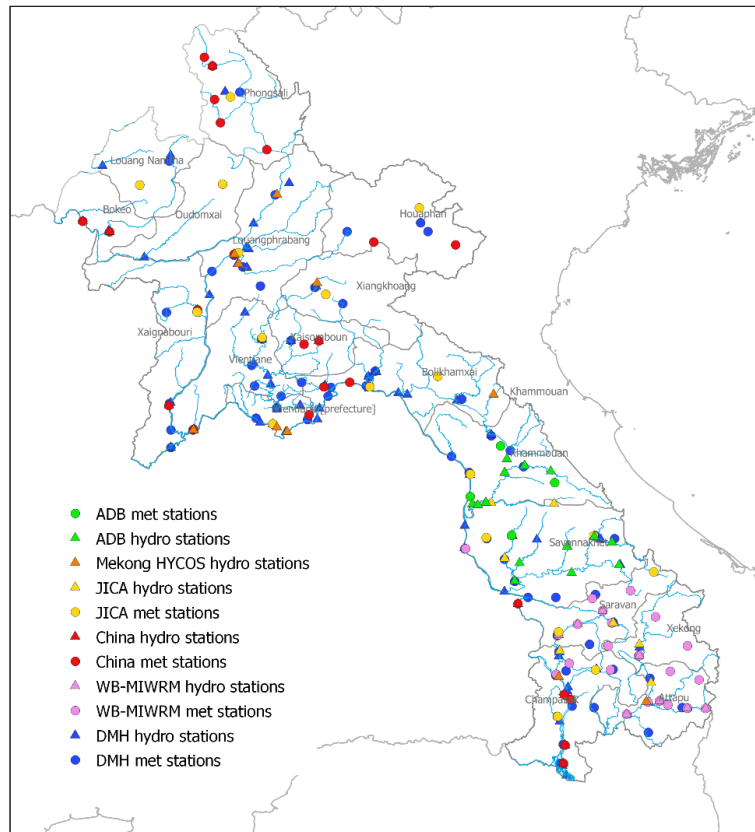 Phongsali
Louang Namtha
Bokeo
Oudomxai
Houaphan
Louangphrabang
Xiangkhoang
Xaignabouri
Xaisomboun
Vientiane
Bolikhamxai
Khammouan
Vientiane [prefecture]
Khammouan
Savannakhet
Saravan
Xekong
Champasak
Attapu
ADB met stations
ADB hydro stations
Mekong HYCOS hydro stations
JICA hydro stations
JICA met stations
China hydro stations
China met stations
WB-MIWRM hydro stations
WB-MIWRM met stations
DMH hydro stations
DMH met stations